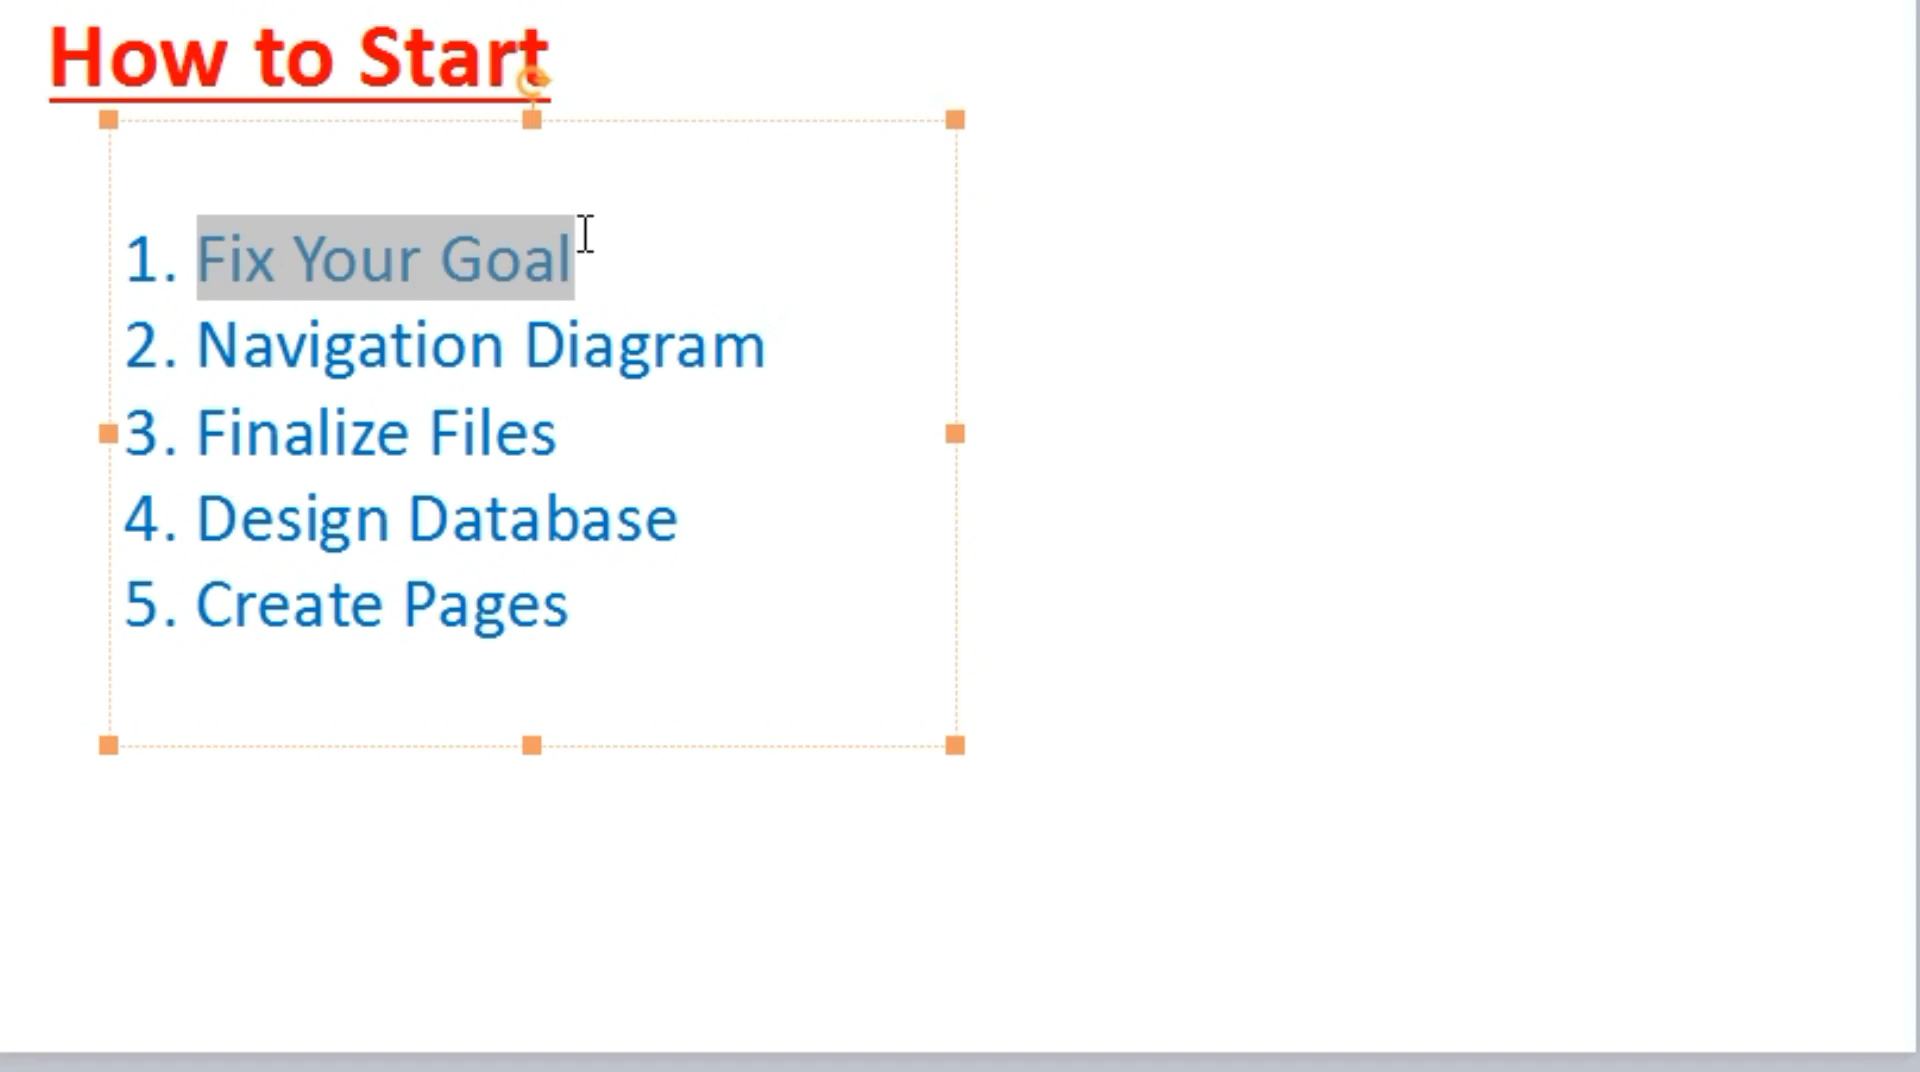 How to Start
1. Fix Your Goal
2. Navigation Diagram
3. Finalize Files
4. Design Database
5. Create Pages